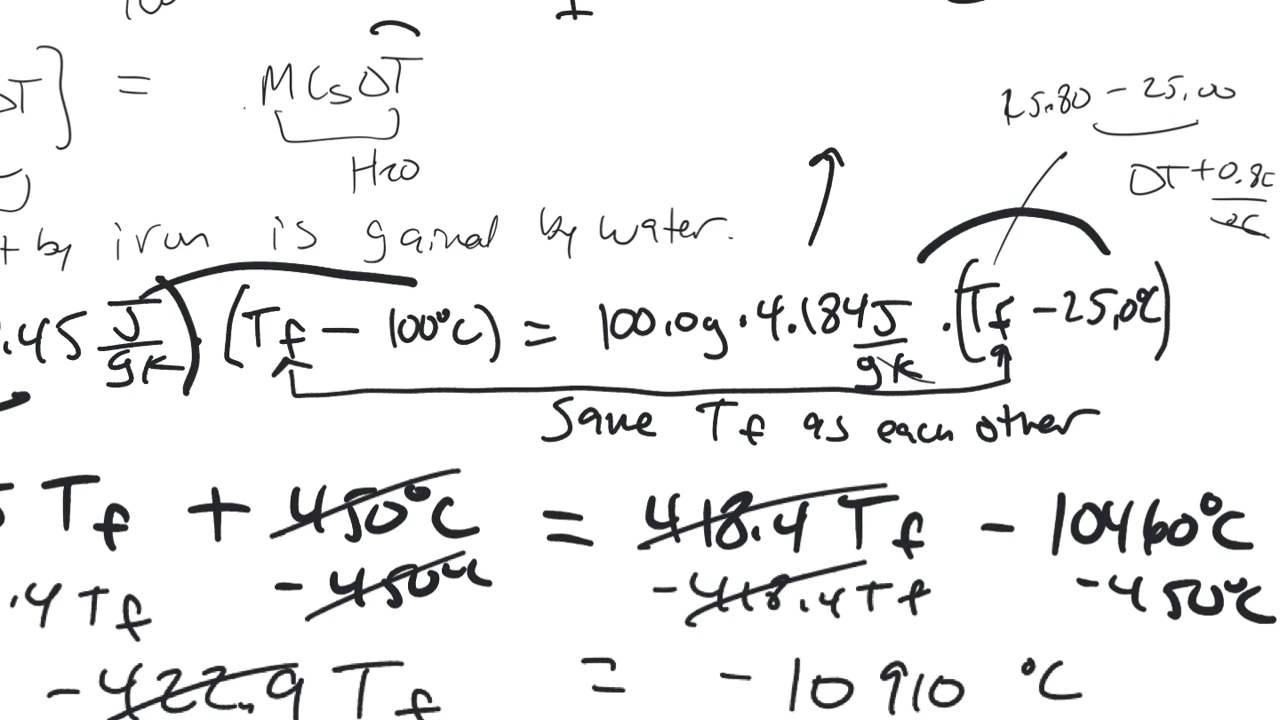 ΔT] = MCsΔT
25.80 - 25.00
H2O
ΔT +0.8C
by iron is gained by water.
.45 J/gK) · (Tf - 100°C) = 100.0g · 4.184 J/gK · (Tf - 25.0°C)
Same Tf as each other
Tf + 450°C = 418.4 Tf - 10460°C
.4 Tf - 450°C - 418.4 Tf - 450°C
- 422.9 Tf = - 10910 °C